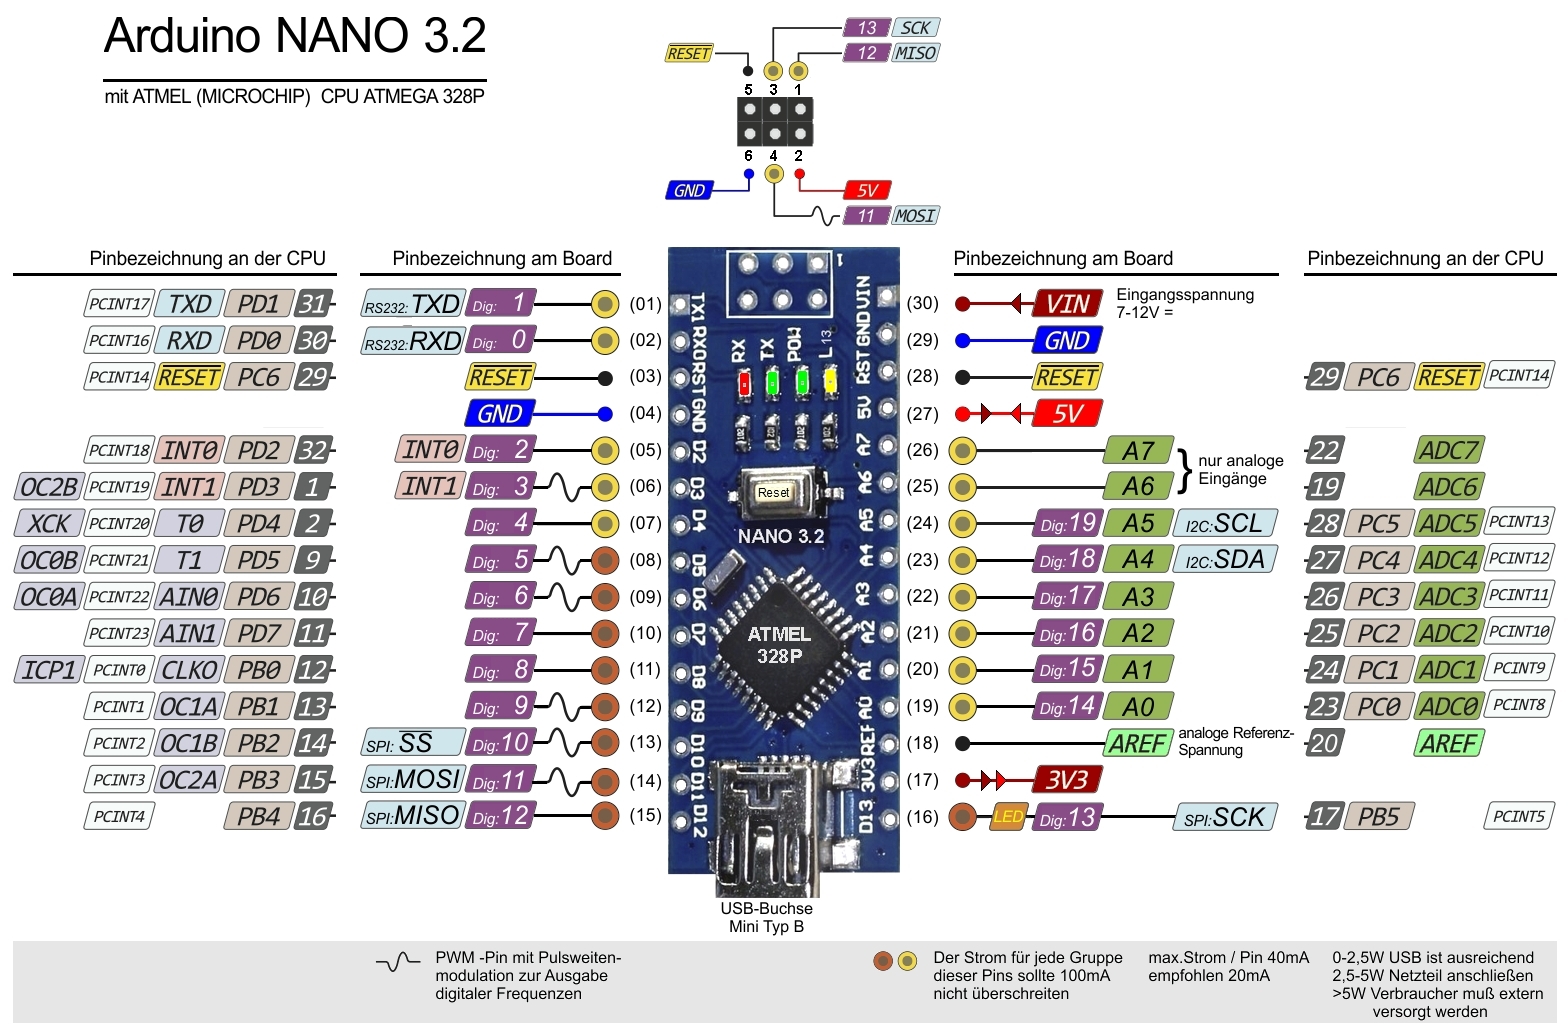 Arduino NANO 3.2
mit ATMEL (MICROCHIP) CPU ATMEGA 328P
13 SCK
RESET 12 MISO
5 3 1
6 4 2
GND 5V
11 MOSI
Pinbezeichnung an der CPU Pinbezeichnung am Board Pinbezeichnung am Board Pinbezeichnung an der CPU
PCINT17 TXD PD1 31 RS232: TXD Dig: 1 (01) TX1 VIN (30) VIN Eingangsspannung
7-12V =
PCINT16 RXD PD0 30 RS232: RXD Dig: 0 (02) RX0 GND (29) GND
PCINT14 RESET PC6 29 RESET (03) RST RST (28) RESET 29 PC6 RESET PCINT14
GND (04) GND 5V (27) 5V
PCINT18 INT0 PD2 32 INT0 Dig: 2 (05) D2 A7 (26) A7 22 ADC7
nur analoge
Eingänge
OC2B PCINT19 INT1 PD3 1 INT1 Dig: 3 (06) D3 A6 (25) A6 19 ADC6
XCK PCINT20 T0 PD4 2 Dig: 4 (07) D4 A5 (24) Dig: 19 A5 I2C: SCL 28 PC5 ADC5 PCINT13
OC0B PCINT21 T1 PD5 9 Dig: 5 (08) D5 A4 (23) Dig: 18 A4 I2C: SDA 27 PC4 ADC4 PCINT12
OC0A PCINT22 AIN0 PD6 10 Dig: 6 (09) D6 A3 (22) Dig: 17 A3 26 PC3 ADC3 PCINT11
PCINT23 AIN1 PD7 11 Dig: 7 (10) D7 A2 (21) Dig: 16 A2 25 PC2 ADC2 PCINT10
ICP1 PCINT0 CLKO PB0 12 Dig: 8 (11) D8 A1 (20) Dig: 15 A1 24 PC1 ADC1 PCINT9
PCINT1 OC1A PB1 13 Dig: 9 (12) D9 A0 (19) Dig: 14 A0 23 PC0 ADC0 PCINT8
PCINT2 OC1B PB2 14 SPI: SS Dig: 10 (13) D10 REF (18) AREF analoge Referenz-
Spannung 20 AREF
PCINT3 OC2A PB3 15 SPI: MOSI Dig: 11 (14) D11 3V3 (17) 3V3
PCINT4 PB4 16 SPI: MISO Dig: 12 (15) D12 D13 (16) LED Dig: 13 SPI: SCK 17 PB5 PCINT5
1
RX TX POW L 13
Reset
NANO 3.2
ATMEL
328P
USB-Buchse
Mini Typ B
PWM -Pin mit Pulsweiten-
modulation zur Ausgabe
digitaler Frequenzen
Der Strom für jede Gruppe
dieser Pins sollte 100mA
nicht überschreiten
max.Strom / Pin 40mA
empfohlen 20mA
0-2,5W USB ist ausreichend
2,5-5W Netzteil anschließen
>5W Verbraucher muß extern
versorgt werden